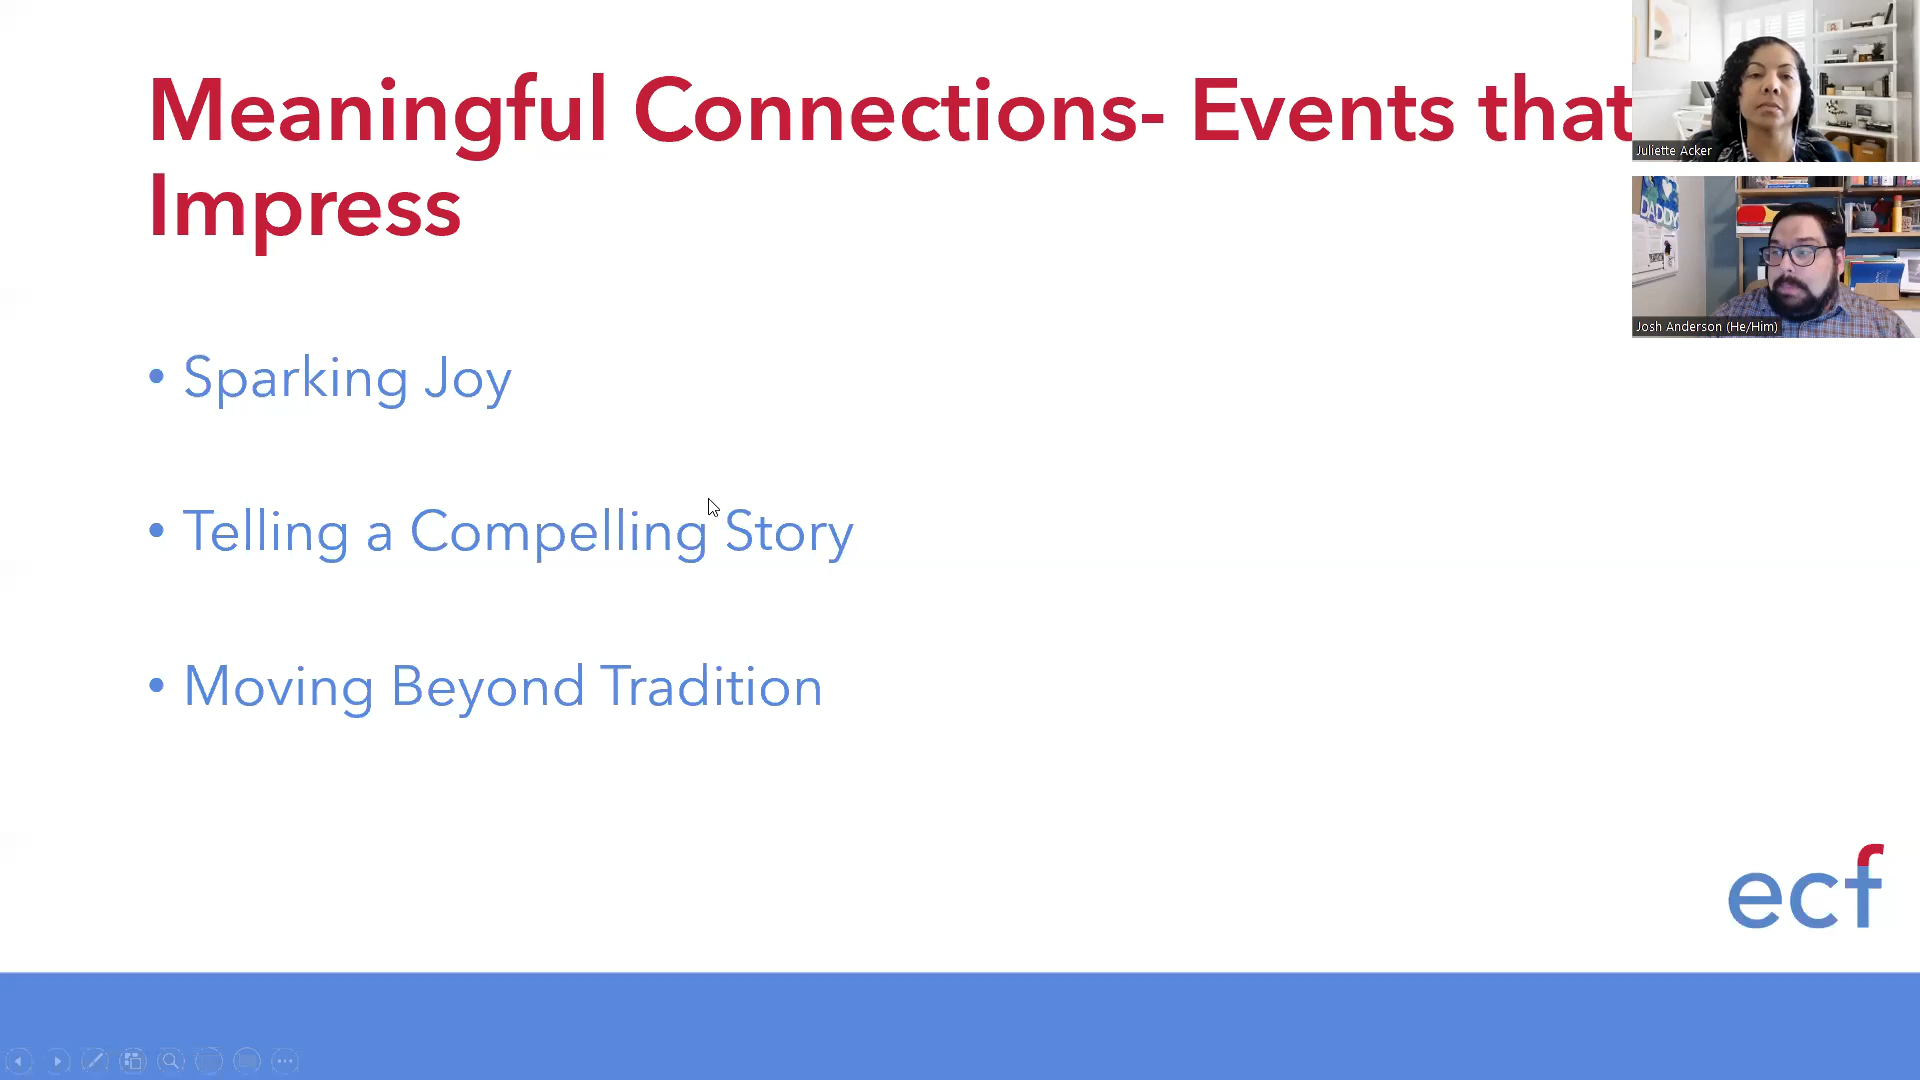 Meaningful Connections- Events that
Impress
• Sparking Joy
• Telling a Compelling Story
• Moving Beyond Tradition
Juliette Acker
DADDY
Josh Anderson (He/Him)
ecf